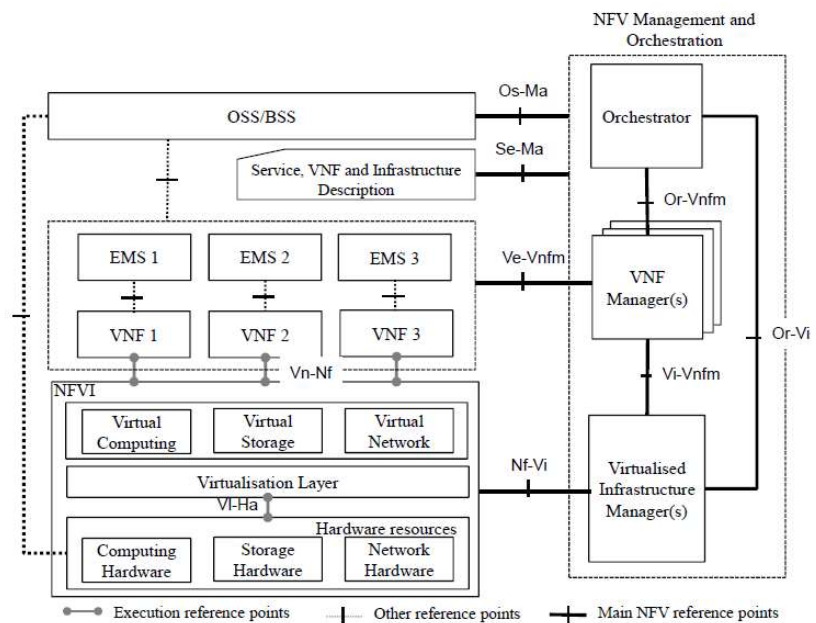 NFV Management and
Orchestration
Os-Ma
OSS/BSS
Orchestrator
Se-Ma
Service, VNF and Infrastructure
Description
Or-Vnfm
EMS 1
EMS 2
EMS 3
Ve-Vnfm
VNF
Manager(s)
VNF 1
VNF 2
VNF 3
Or-Vi
Vn-Nf
Vi-Vnfm
NFVI
Virtual
Computing
Virtual
Storage
Virtual
Network
Nf-Vi
Virtualised
Infrastructure
Manager(s)
Virtualisation Layer
Vl-Ha
Hardware resources
Computing
Hardware
Storage
Hardware
Network
Hardware
Execution reference points
Other reference points
Main NFV reference points